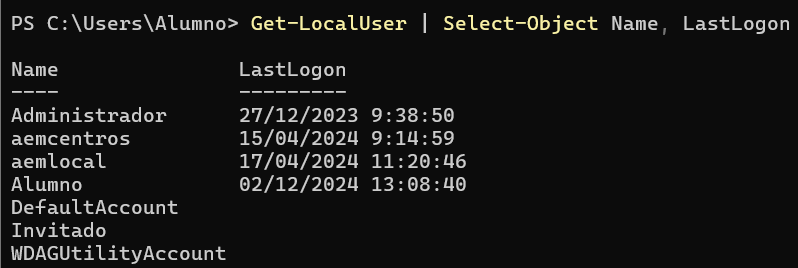 PS C:\Users\Alumno> Get-LocalUser | Select-Object Name, LastLogon
Name LastLogon
---- ---------
Administrador 27/12/2023 9:38:50
aemcentros 15/04/2024 9:14:59
aemlocal 17/04/2024 11:20:46
Alumno 02/12/2024 13:08:40
DefaultAccount
Invitado
WDAGUtilityAccount